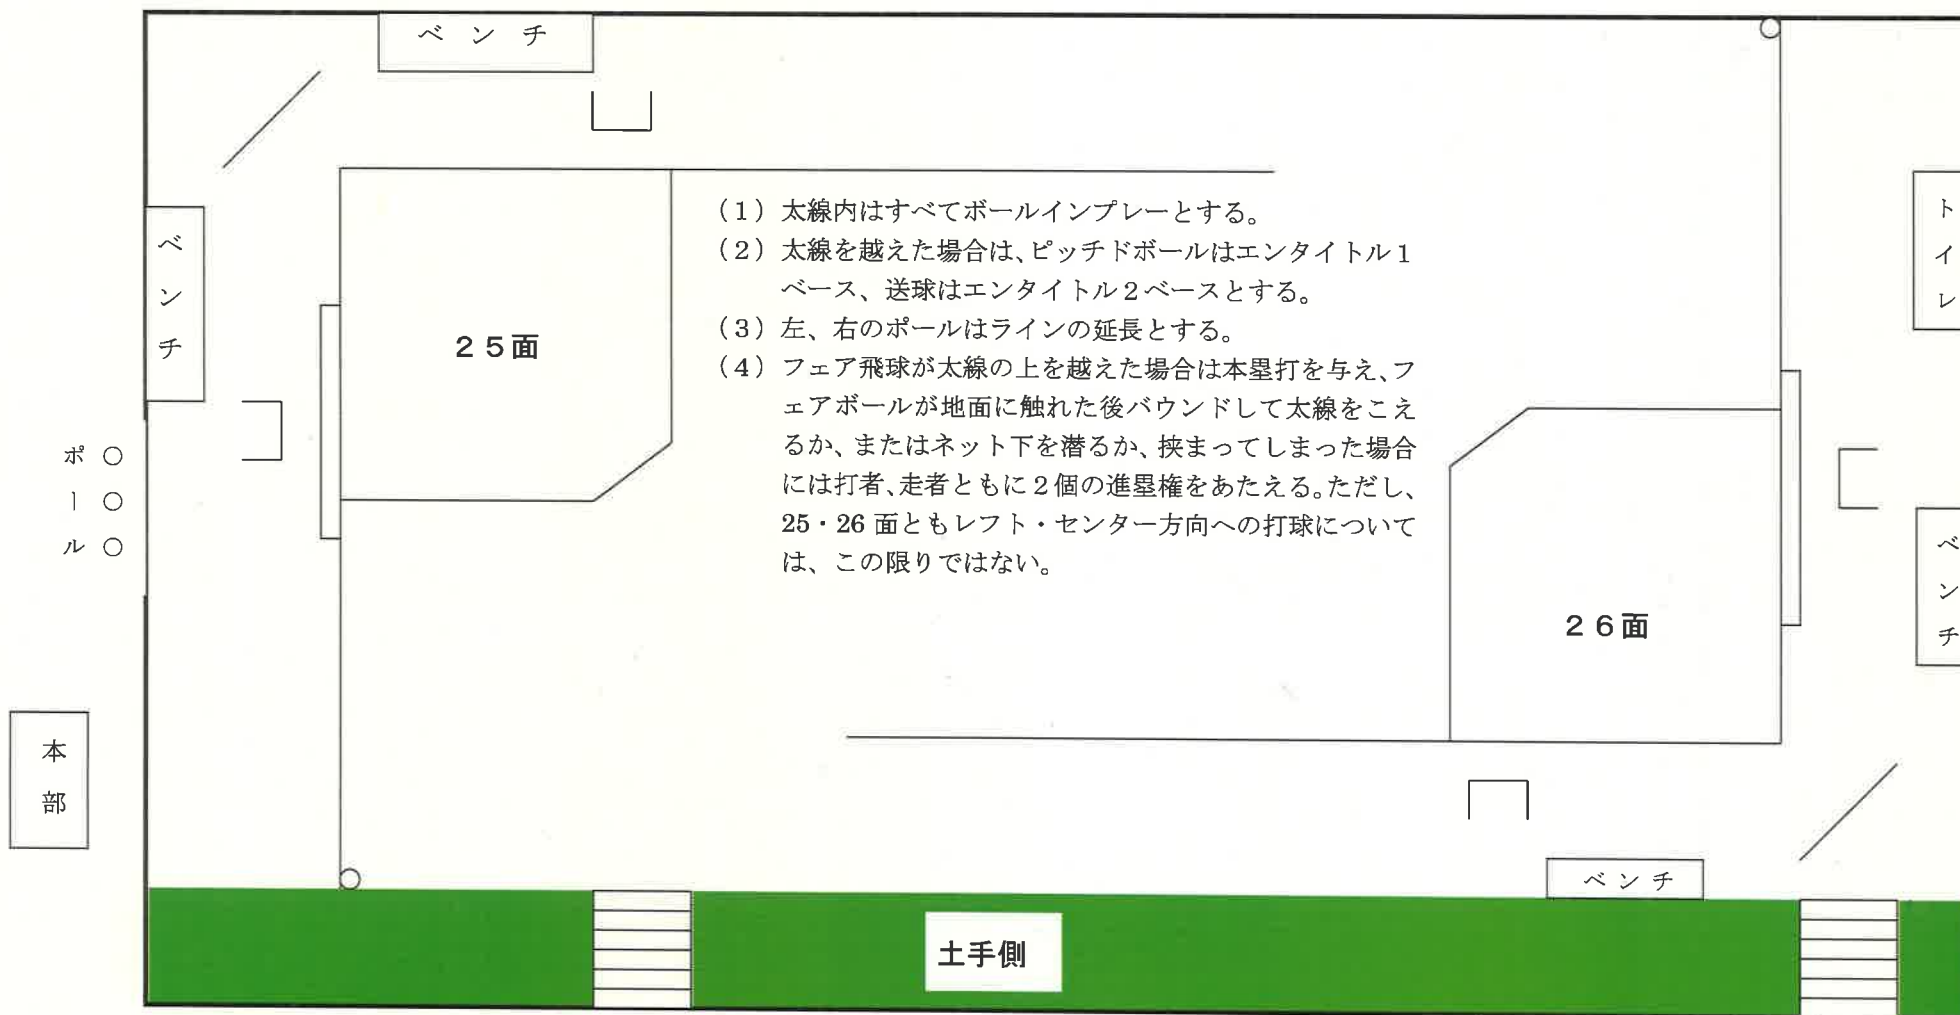 ベンチ
ベンチ
25面
(1)太線内はすべてボールインプレーとする。
(2)太線を越えた場合は、ピッチドボールはエンタイトル1
ベース、送球はエンタイトル2ベースとする。
(3)左、右のポールはラインの延長とする。
(4)フェア飛球が太線の上を越えた場合は本塁打を与え、フ
ェアボールが地面に触れた後バウンドして太線をこえ
るか、またはネット下を潜るか、挟まってしまった場合
には打者、走者ともに2個の進塁権をあたえる。ただし、
25・26 面ともレフト・センター方向への打球について
は、この限りではない。
トイレ
ポール
26面
ベンチ
本部
ベンチ
土手側